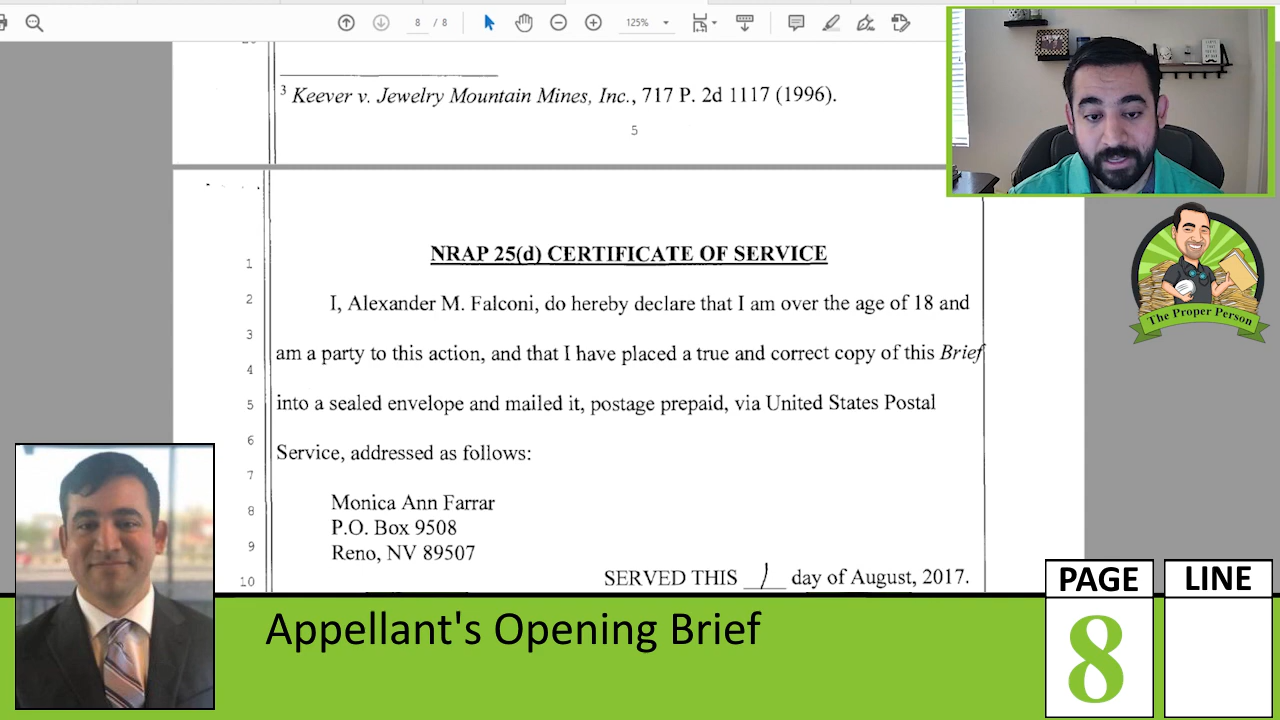 8 / 8
125%
3 Keever v. Jewelry Mountain Mines, Inc., 717 P. 2d 1117 (1996).
5
NRAP 25(d) CERTIFICATE OF SERVICE
1
I, Alexander M. Falconi, do hereby declare that I am over the age of 18 and
2
3
am a party to this action, and that I have placed a true and correct copy of this Brief
4
into a sealed envelope and mailed it, postage prepaid, via United States Postal
5
6
Service, addressed as follows:
7
Monica Ann Farrar
8
P.O. Box 9508
9
Reno, NV 89507
10
SERVED THIS 1 day of August, 2017.
The Proper Person
PAGE
8
LINE
Appellant's Opening Brief